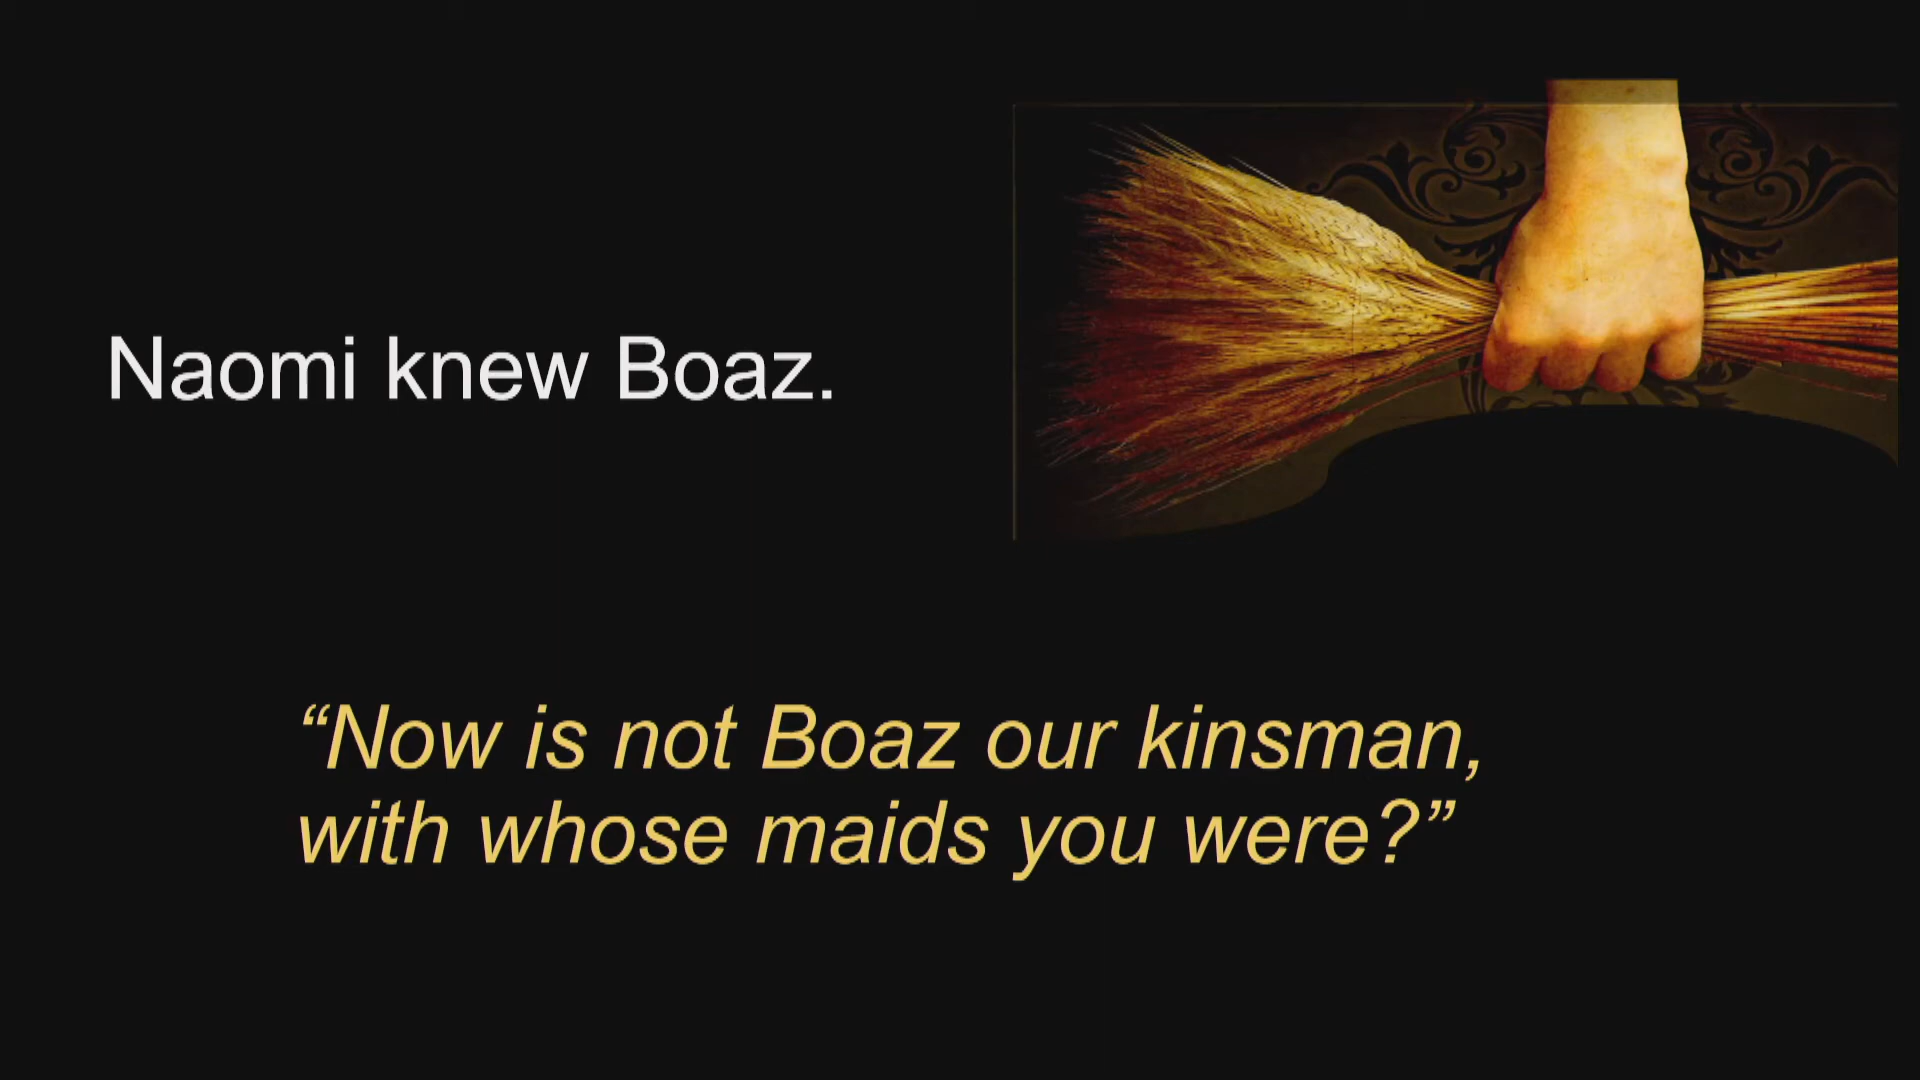 Naomi knew Boaz.
“Now is not Boaz our kinsman,
with whose maids you were?”